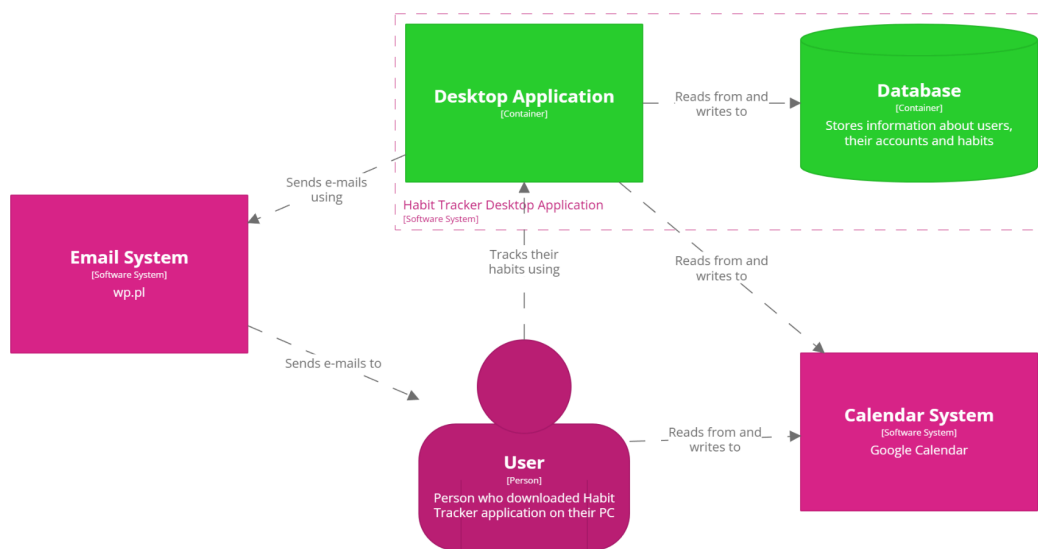 Desktop Application
[Container]
Reads from and
writes to
Database
[Container]
Stores information about users,
their accounts and habits
Sends e-mails
using
Habit Tracker Desktop Application
[Software System]
Email System
[Software System]
wp.pl
Tracks their
habits using
Reads from and
writes to
Sends e-mails to
User
[Person]
Person who downloaded Habit
Tracker application on their PC
Reads from and
writes to
Calendar System
[Software System]
Google Calendar